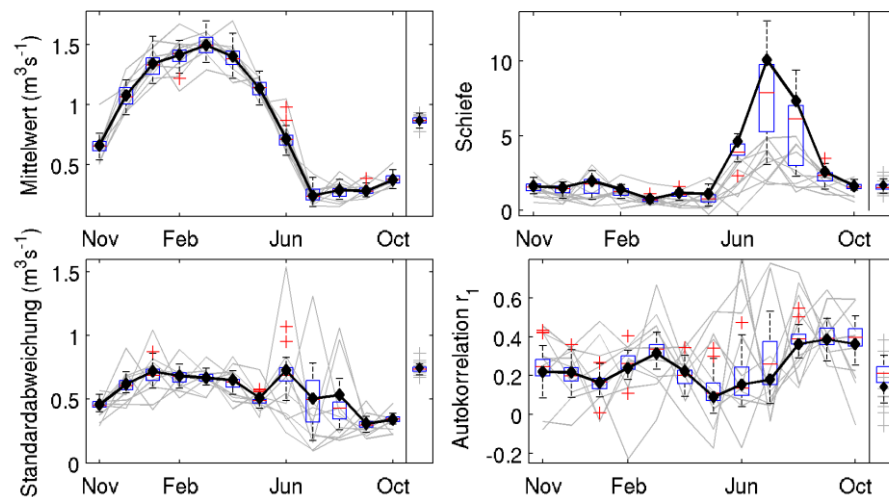 Mittelwert (m³s⁻¹)
1.5
1
0.5
Nov
Feb
Jun
Oct
Schiefe
10
5
0
Nov
Feb
Jun
Oct
Standardabweichung (m³s⁻¹)
1.5
1
0.5
0
Nov
Feb
Jun
Oct
Autokorrelation r₁
0.6
0.4
0.2
0
-0.2
Nov
Feb
Jun
Oct